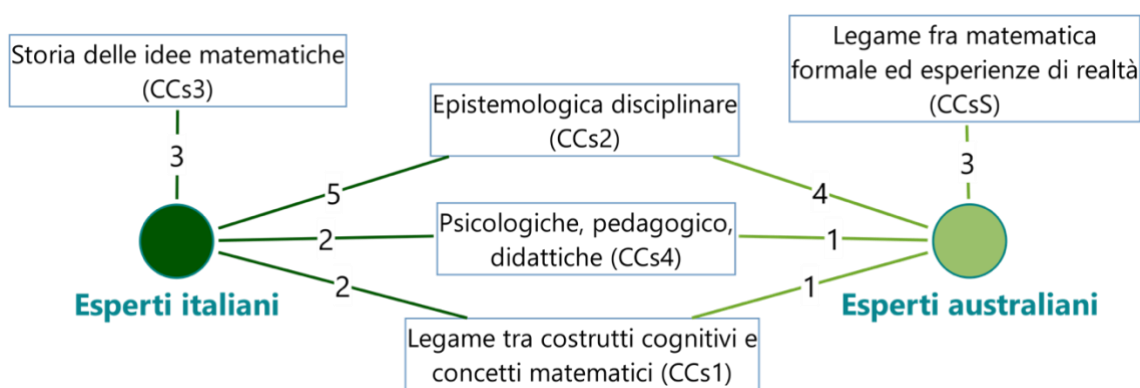 Storia delle idee matematiche
(CCs3)
Legame fra matematica
formale ed esperienze di realtà
(CCsS)
Epistemologica disciplinare
(CCs2)
3
3
5
4
Psicologiche, pedagogico,
didattiche (CCs4)
2
1
2
1
Esperti italiani
Esperti australiani
Legame tra costrutti cognitivi e
concetti matematici (CCs1)